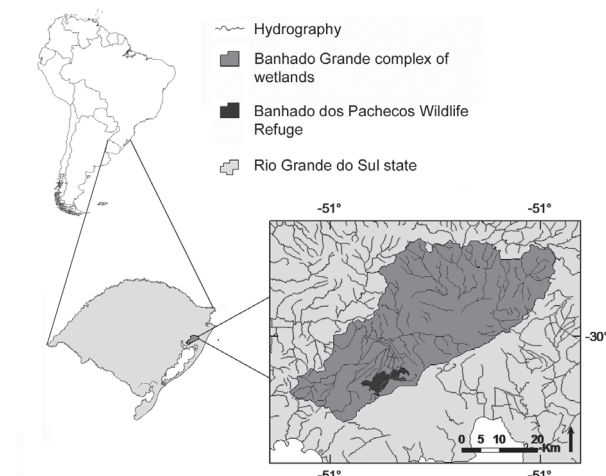 Hydrography
Banhado Grande complex of
wetlands
Banhado dos Pachecos Wildlife
Refuge
Rio Grande do Sul state
-51° -51°
-30°
0 5 10 20 Km
-51° -51°